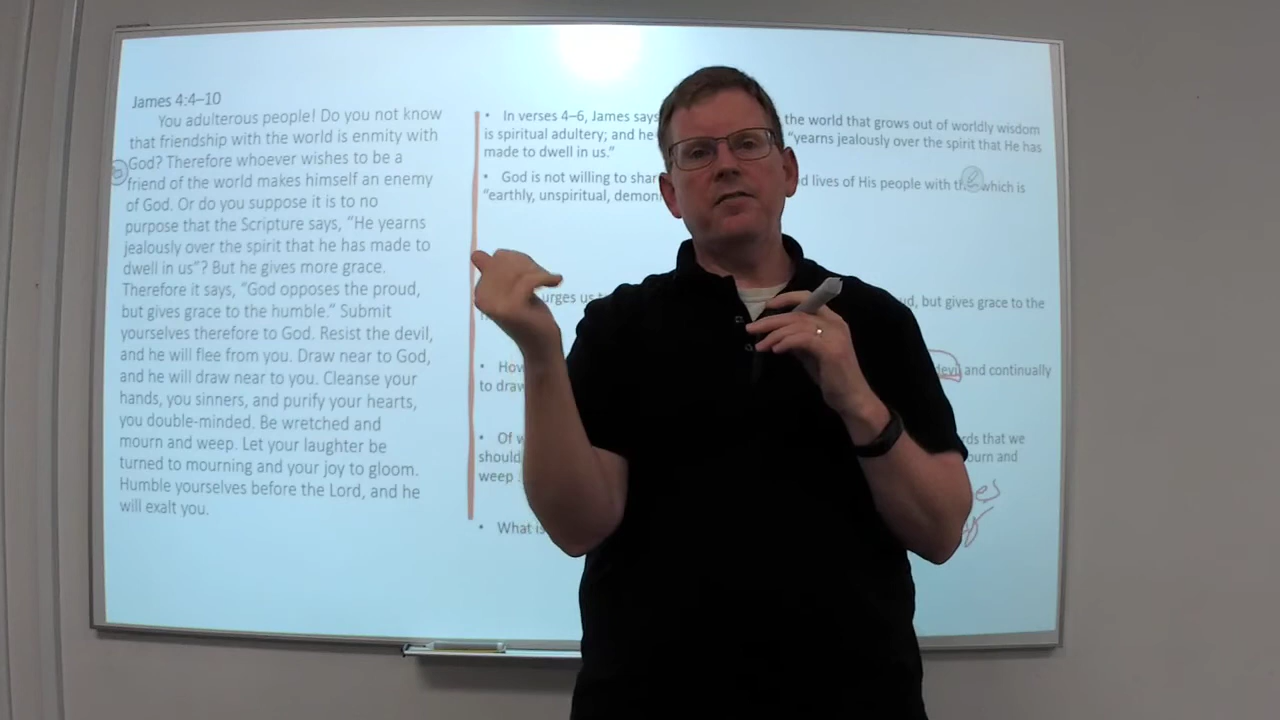 James 4:4–10
You adulterous people! Do you not know
that friendship with the world is enmity with
God? Therefore whoever wishes to be a
friend of the world makes himself an enemy
of God. Or do you suppose it is to no
purpose that the Scripture says, “He yearns
jealously over the spirit that he has made to
dwell in us”? But he gives more grace.
Therefore it says, “God opposes the proud,
but gives grace to the humble.” Submit
yourselves therefore to God. Resist the devil,
and he will flee from you. Draw near to God,
and he will draw near to you. Cleanse your
hands, you sinners, and purify your hearts,
you double-minded. Be wretched and
mourn and weep. Let your laughter be
turned to mourning and your joy to gloom.
Humble yourselves before the Lord, and he
will exalt you.
• In verses 4–6, James says the world that grows out of worldly wisdom
is spiritual adultery; and he “yearns jealously over the spirit that He has
made to dwell in us.”
• God is not willing to lives of His people with which is
“earthly, unspiritual,
urges us but gives grace to the
• devil and continually
to
• Of that we
should and
weep
• What is